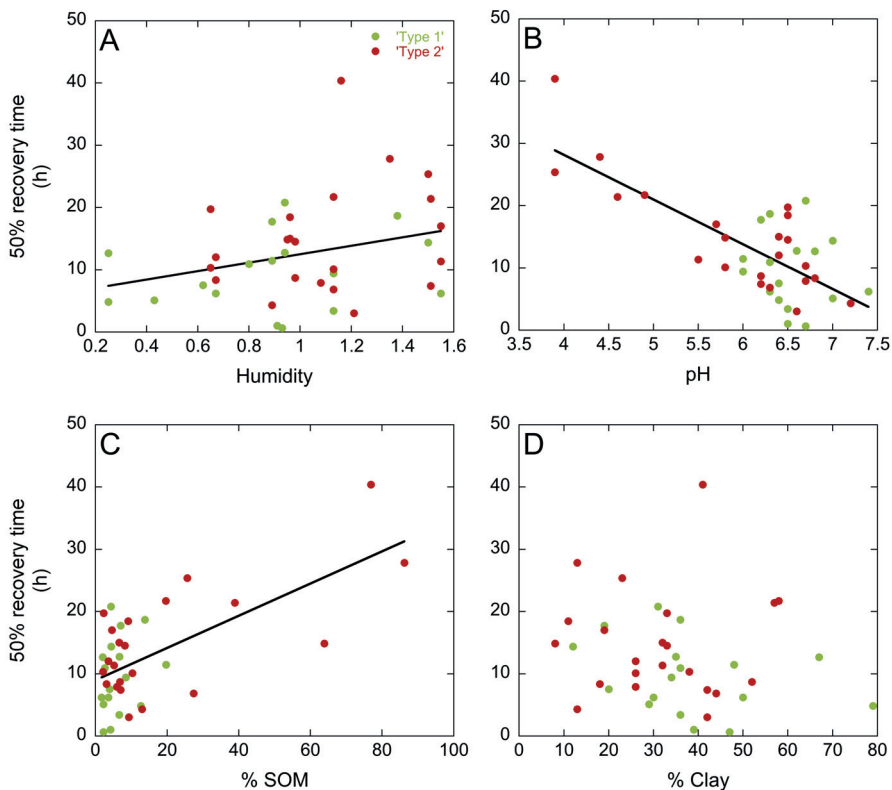 A
'Type 1'
'Type 2'
50
40
30
20
10
0
0.2 0.4 0.6 0.8 1 1.2 1.4 1.6
Humidity
50% recovery time
(h)
B
50
40
30
20
10
0
3.5 4 4.5 5 5.5 6 6.5 7 7.5
pH
C
50
40
30
20
10
0
0 20 40 60 80 100
% SOM
50% recovery time
(h)
D
50
40
30
20
10
0
0 10 20 30 40 50 60 70 80
% Clay